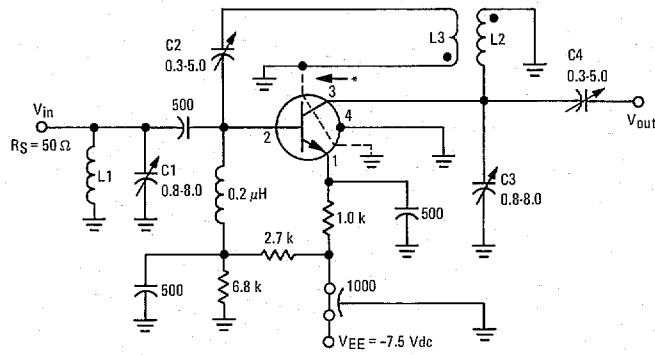 C2
0.3-5.0
L3
L2
C4
0.3-5.0
*
3
4
2
1
Vin
RS = 50 Ω
500
Vout
L1
C1
0.8-8.0
0.2 μH
C3
0.8-8.0
1.0 k
500
2.7 k
500
6.8 k
1000
VEE = -7.5 Vdc